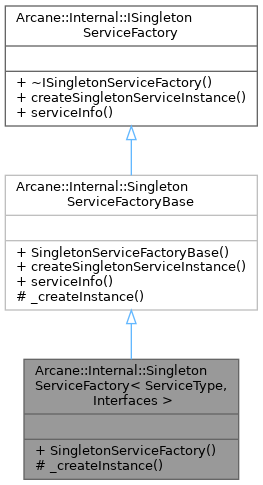 Arcane::Internal::ISingleton
ServiceFactory
+ ~ISingletonServiceFactory()
+ createSingletonServiceInstance()
+ serviceInfo()
Arcane::Internal::Singleton
ServiceFactoryBase
+ SingletonServiceFactoryBase()
+ createSingletonServiceInstance()
+ serviceInfo()
# _createInstance()
Arcane::Internal::Singleton
ServiceFactory< ServiceType,
Interfaces >
+ SingletonServiceFactory()
# _createInstance()